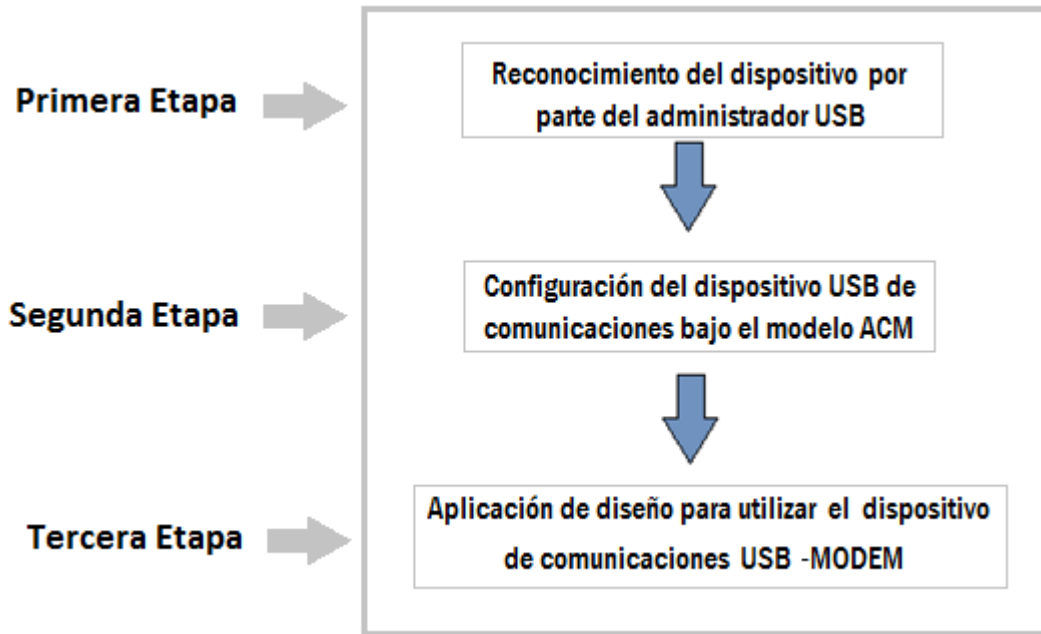 Primera Etapa
Reconocimiento del dispositivo por
parte del administrador USB
Segunda Etapa
Configuración del dispositivo USB de
comunicaciones bajo el modelo ACM
Tercera Etapa
Aplicación de diseño para utilizar el dispositivo
de comunicaciones USB -MODEM